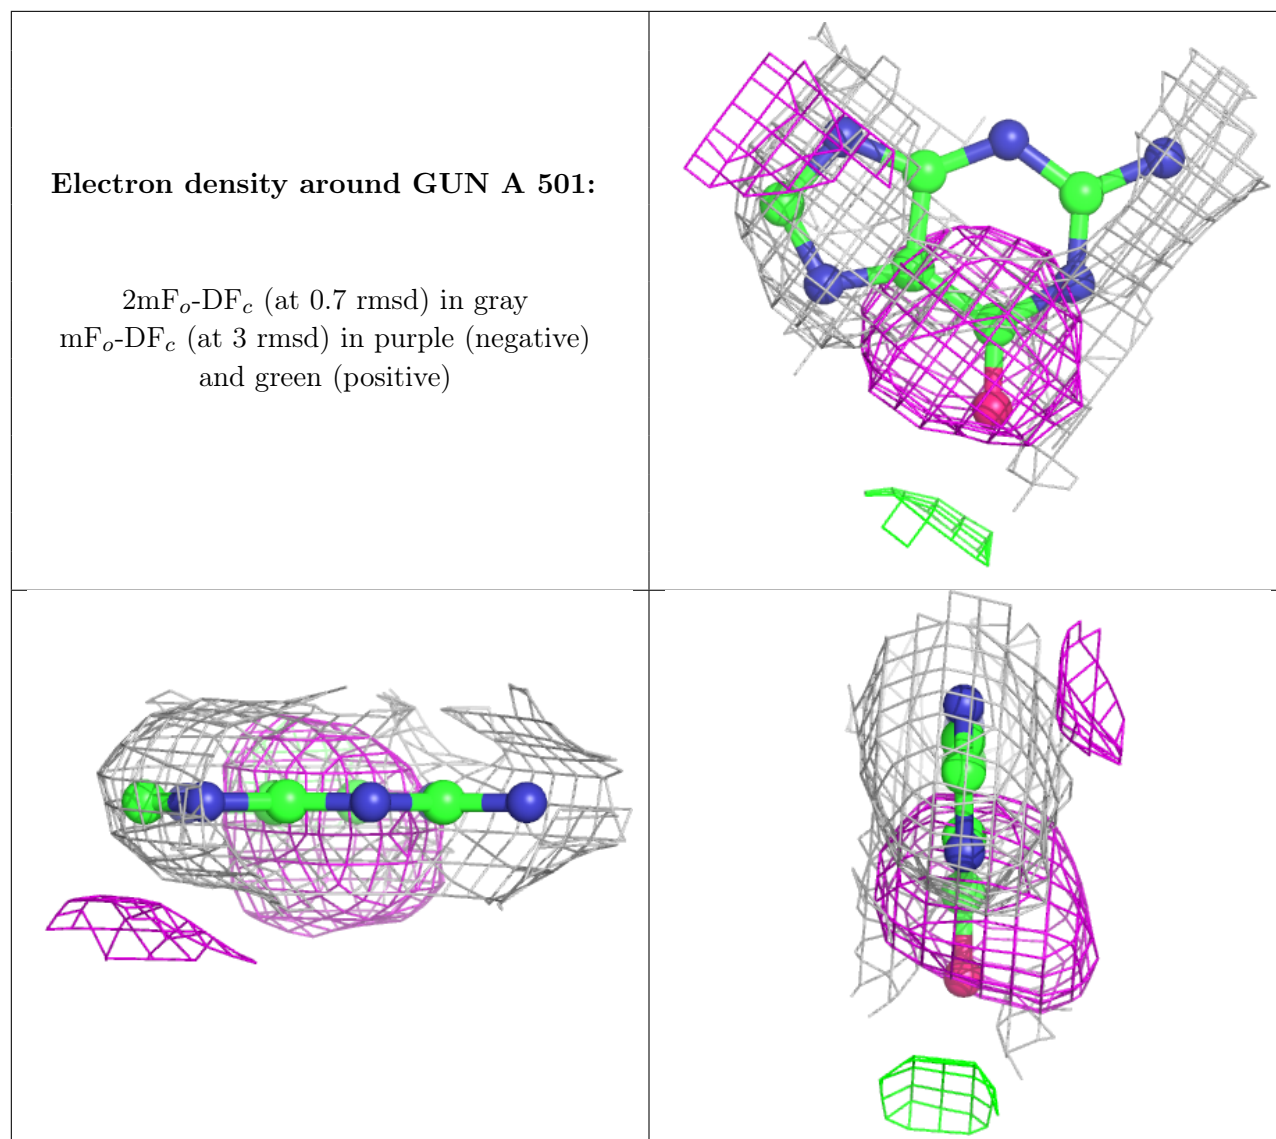 Electron density around GUN A 501:
2mFₒ-DF𝒸 (at 0.7 rmsd) in gray
mFₒ-DF𝒸 (at 3 rmsd) in purple (negative)
and green (positive)